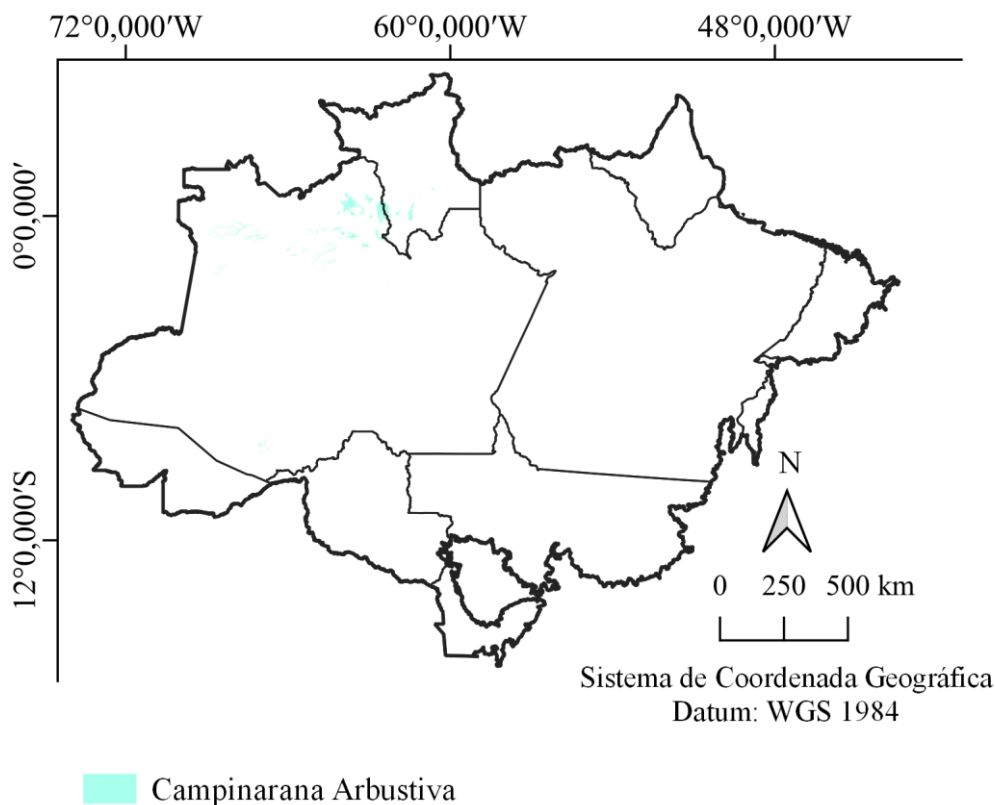 72°0,000′W 60°0,000′W 48°0,000′W
0°0,000′
12°0,000′S
N
0 250 500 km
Sistema de Coordenada Geográfica
Datum: WGS 1984
Campinarana Arbustiva